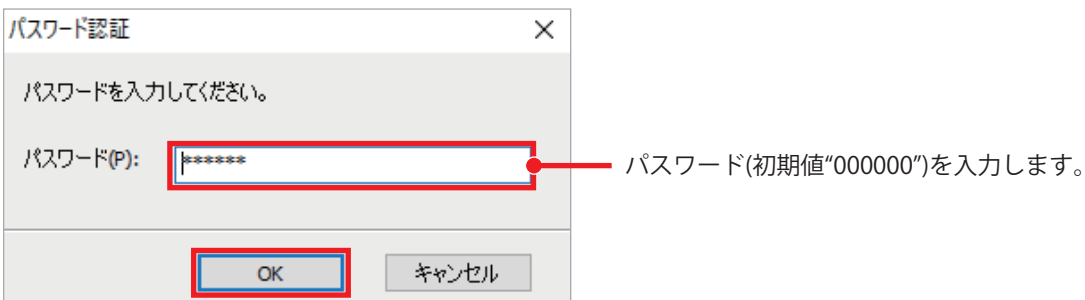 パスワード認証
パスワードを入力してください。
パスワード(P): ******
パスワード(初期値“000000”)を入力します。
OK キャンセル